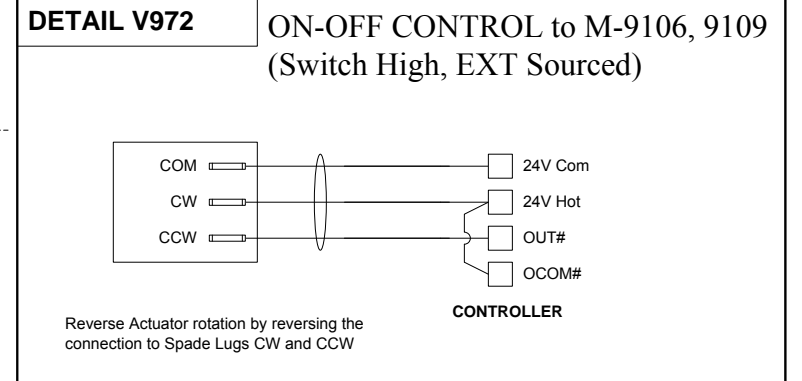 DETAIL V972
ON-OFF CONTROL to M-9106, 9109
(Switch High, EXT Sourced)
COM
24V Com
CW
24V Hot
CCW
OUT#
OCOM#
CONTROLLER
Reverse Actuator rotation by reversing the
connection to Spade Lugs CW and CCW